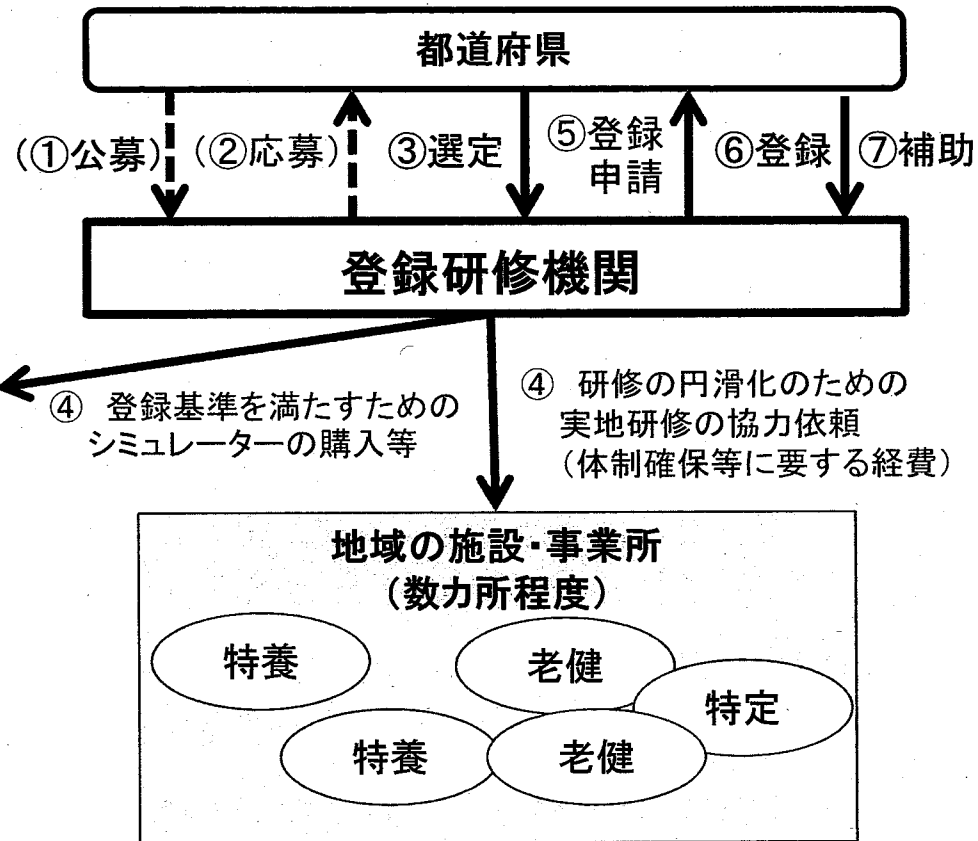 都道府県
(①公募)
(②応募)
③選定
⑤登録
申請
⑥登録
⑦補助
登録研修機関
④ 登録基準を満たすための
シミュレーターの購入等
④ 研修の円滑化のための
実地研修の協力依頼
（体制確保等に要する経費）
地域の施設・事業所
（数カ所程度）
特養
老健
特定
特養
老健